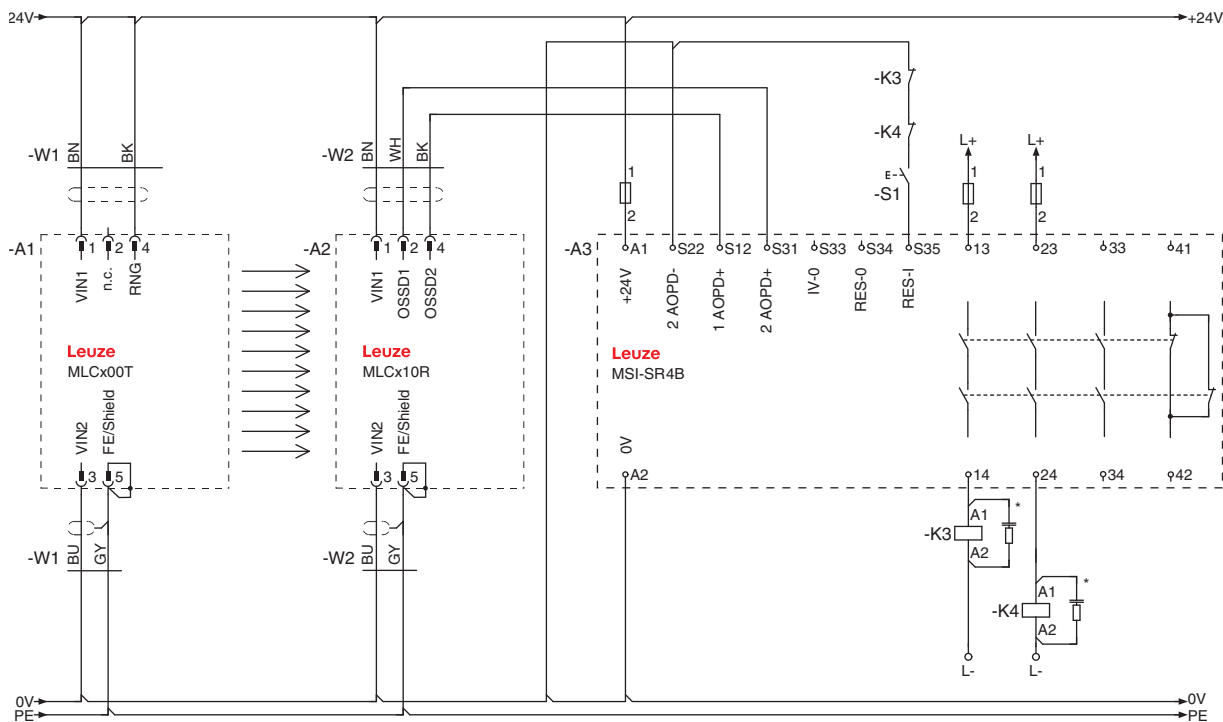 24V
+24V
-K3
-K4
E
-S1
L+
L+
1
2
1
2
1
2
-W1
BN
BK
-W2
BN
WH
BK
-A1
1
2
4
VIN1
n.c.
RNG
Leuze
MLCx00T
VIN2
FE/Shield
3
5
-W1
BU
GY
-A2
1
2
4
VIN1
OSSD1
OSSD2
Leuze
MLCx10R
VIN2
FE/Shield
3
5
-W2
BU
GY
-A3
A1
S22
S12
S31
S33
S34
S35
13
23
33
41
+24V
2 AOPD-
1 AOPD+
2 AOPD+
IV-0
RES-0
RES-I
Leuze
MSI-SR4B
0V
A2
14
24
34
42
-K3
A1
A2
*
-K4
A1
A2
*
L-
L-
0V
0V
PE
PE